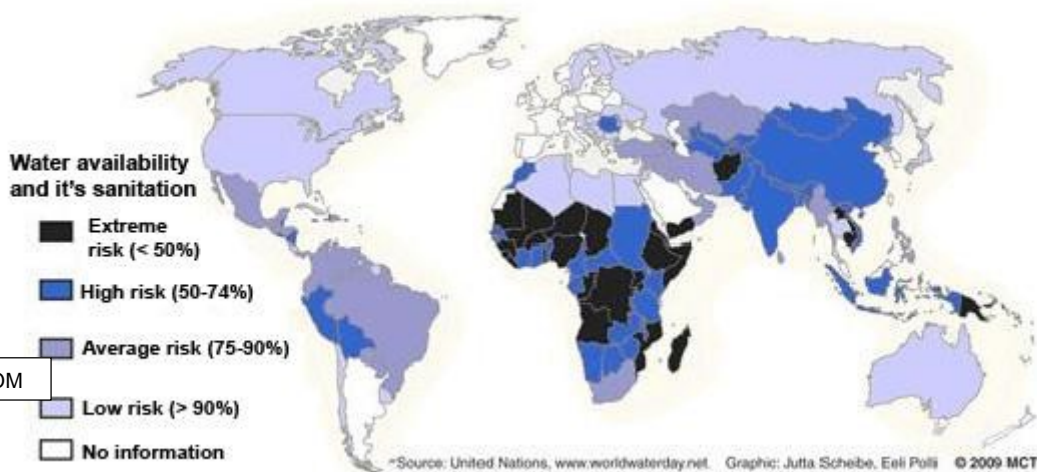 Water availability
and it's sanitation
Extreme
risk (< 50%)
High risk (50-74%)
Average risk (75-90%)
OM
Low risk (> 90%)
No information
*Source: United Nations, www.worldwaterday.net. Graphic: Jutta Scheibe, Eeli Polli © 2009 MCT